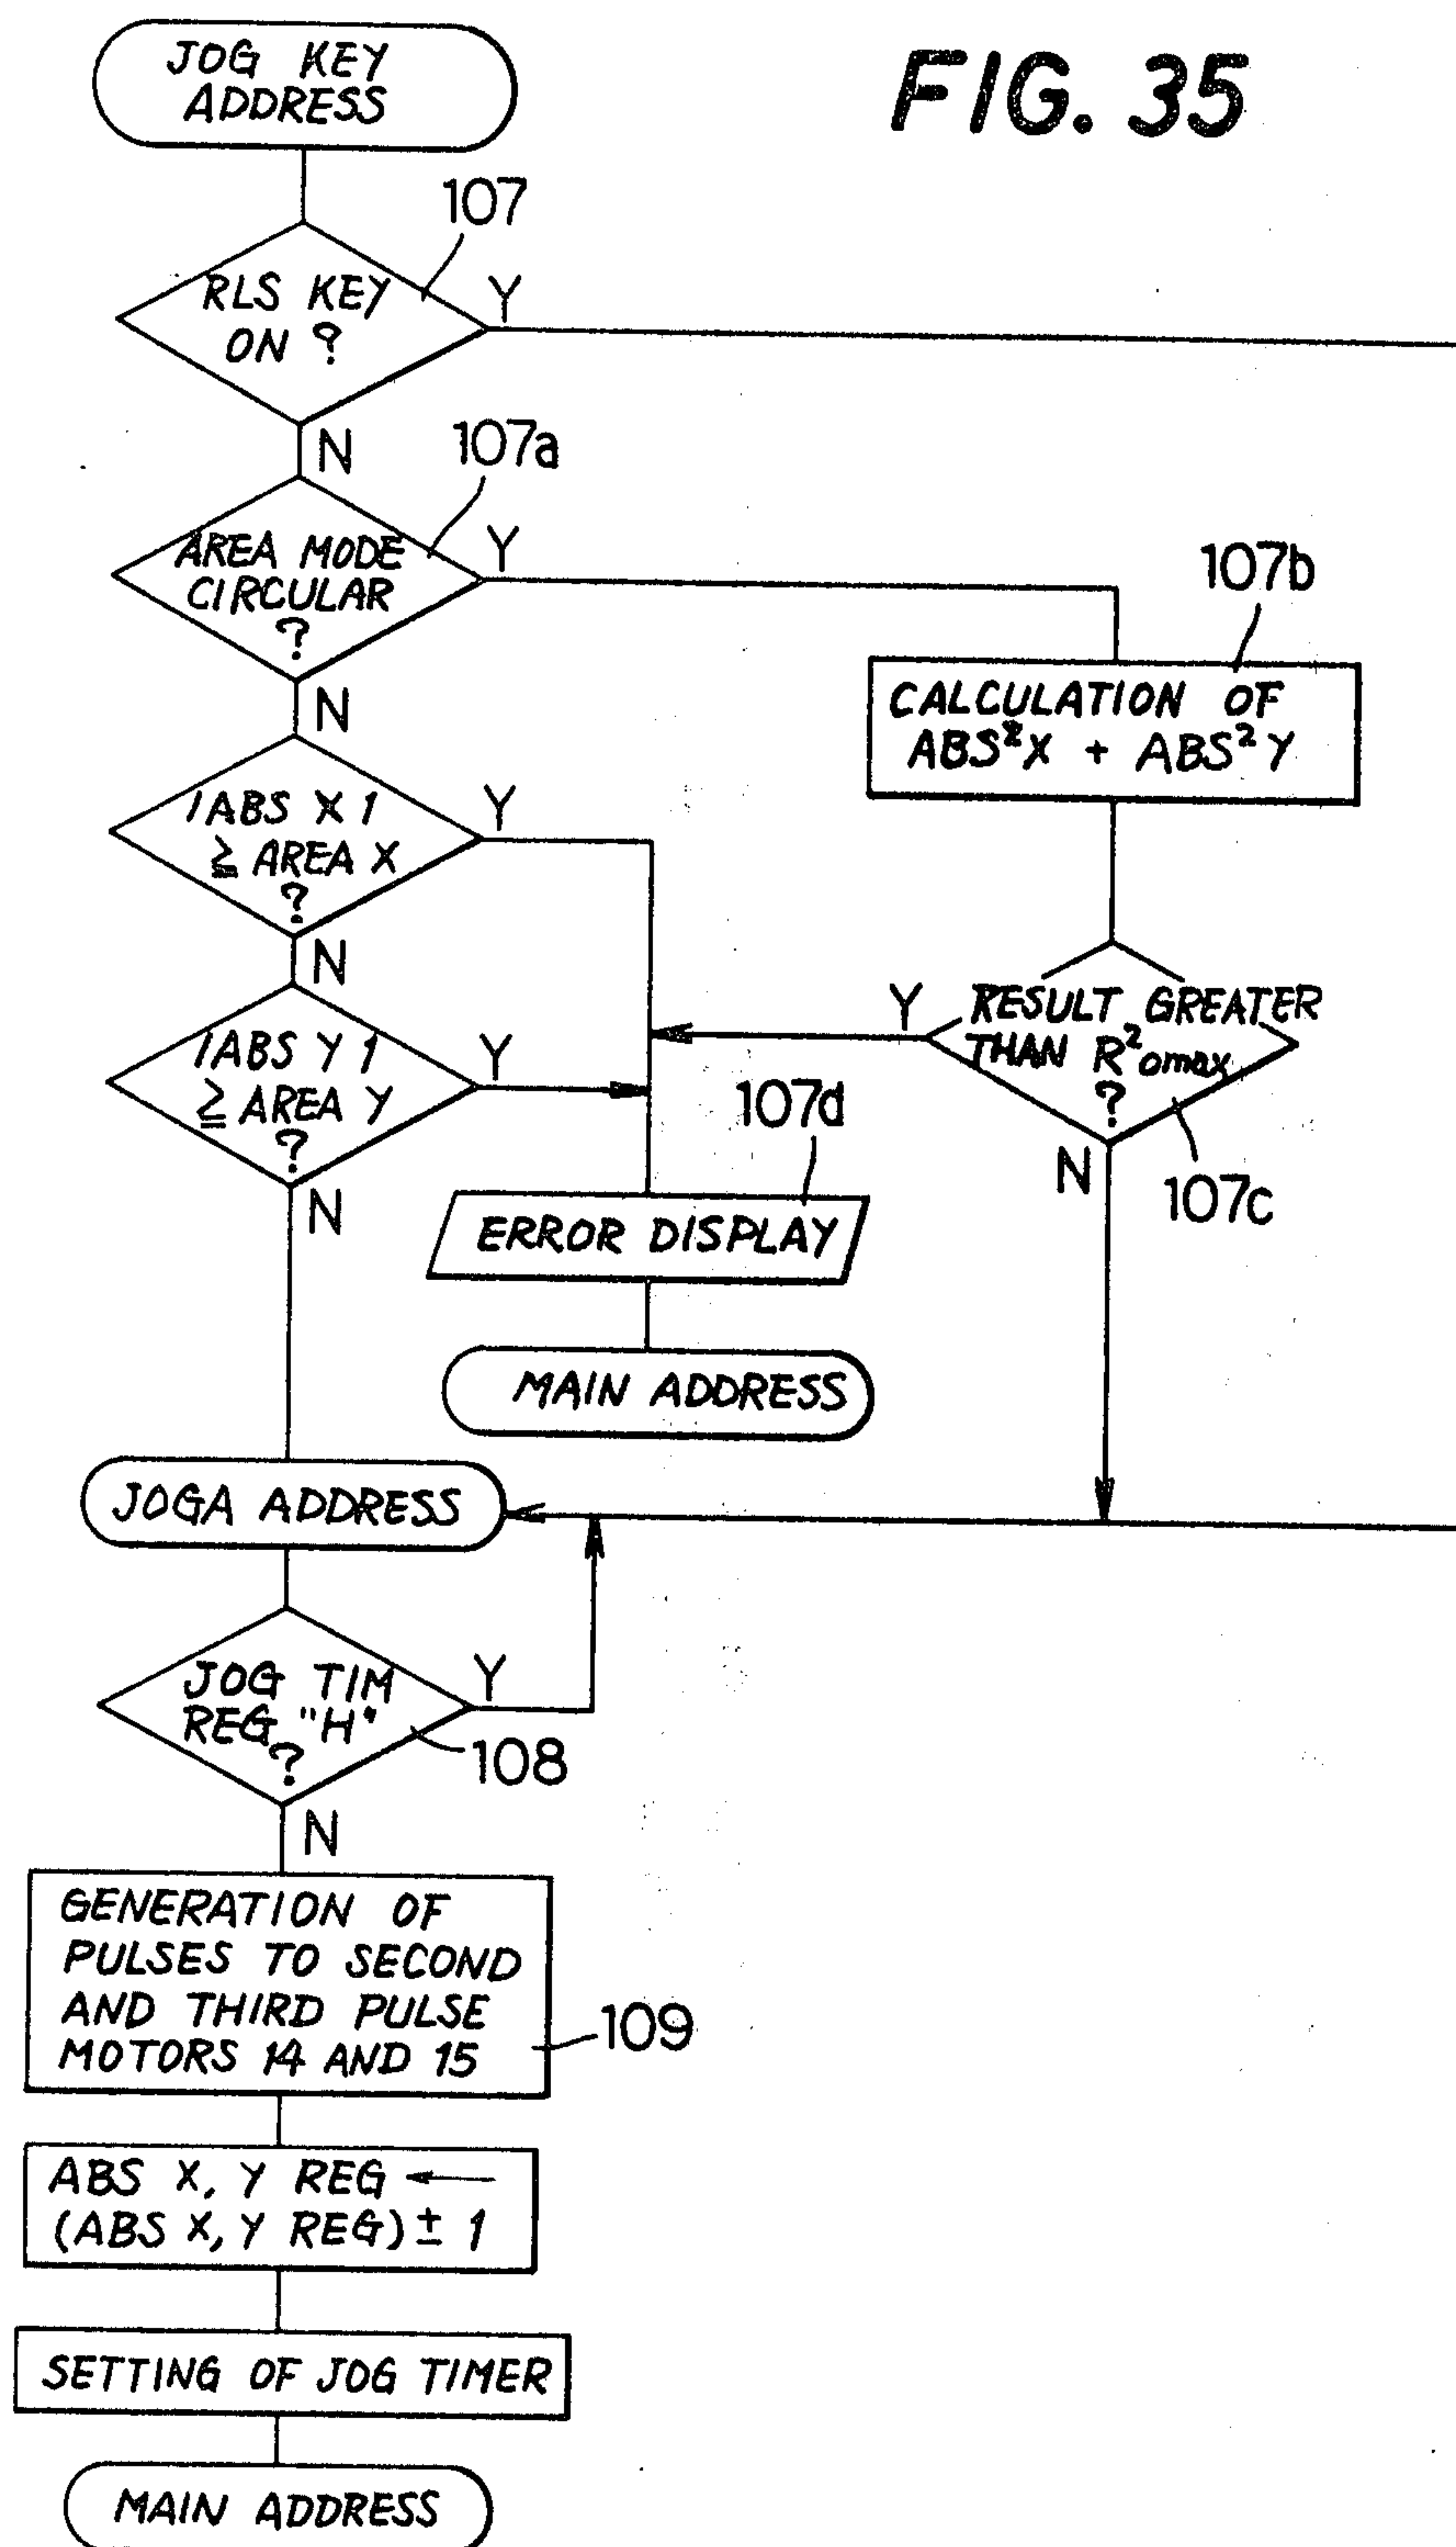 FIG. 35
JOG KEY
ADDRESS
107
RLS KEY
ON ?
Y
N
107a
AREA MODE
CIRCULAR
?
Y
N
107b
CALCULATION OF
ABS²X + ABS²Y
|ABS X|
≧ AREA X
?
Y
N
|ABS Y|
≧ AREA Y
?
Y
N
RESULT GREATER
THAN R²omax
?
Y
N
107c
107d
ERROR DISPLAY
MAIN ADDRESS
JOGA ADDRESS
JOG TIM
REG "H"
?
Y
108
N
GENERATION OF
PULSES TO SECOND
AND THIRD PULSE
MOTORS 14 AND 15
109
ABS X, Y REG ←
(ABS X, Y REG) ± 1
SETTING OF JOG TIMER
MAIN ADDRESS